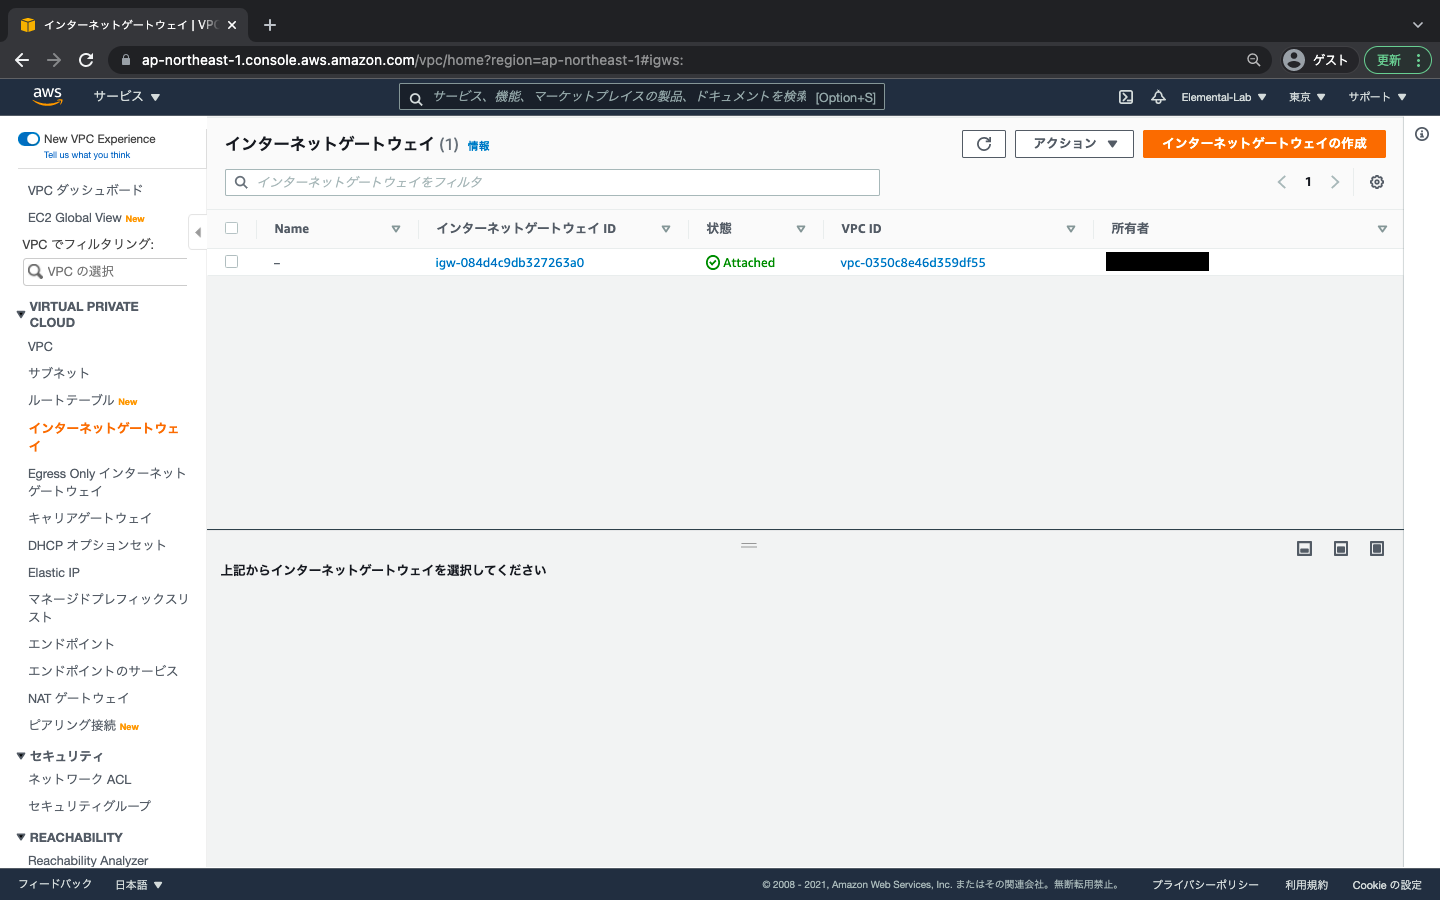 インターネットゲートウェイ | VPC
ap-northeast-1.console.aws.amazon.com/vpc/home?region=ap-northeast-1#igws:
ゲスト
更新
aws
サービス
サービス、機能、マーケットプレイスの製品、ドキュメントを検索
[Option+S]
Elemental-Lab
東京
サポート
New VPC Experience
Tell us what you think
VPC ダッシュボード
EC2 Global View New
VPC でフィルタリング:
VPC の選択
VIRTUAL PRIVATE
CLOUD
VPC
サブネット
ルートテーブル New
インターネットゲートウェ
イ
Egress Only インターネット
ゲートウェイ
キャリアゲートウェイ
DHCP オプションセット
Elastic IP
マネージドプレフィックスリ
スト
エンドポイント
エンドポイントのサービス
NAT ゲートウェイ
ピアリング接続 New
セキュリティ
ネットワーク ACL
セキュリティグループ
REACHABILITY
Reachability Analyzer
インターネットゲートウェイ (1) 情報
アクション
インターネットゲートウェイの作成
インターネットゲートウェイをフィルタ
1
Name
インターネットゲートウェイ ID
状態
VPC ID
所有者
–
igw-084d4c9db327263a0
Attached
vpc-0350c8e46d359df55
上記からインターネットゲートウェイを選択してください
フィードバック
日本語
© 2008 - 2021, Amazon Web Services, Inc. またはその関連会社。無断転用禁止。
プライバシーポリシー
利用規約
Cookie の設定